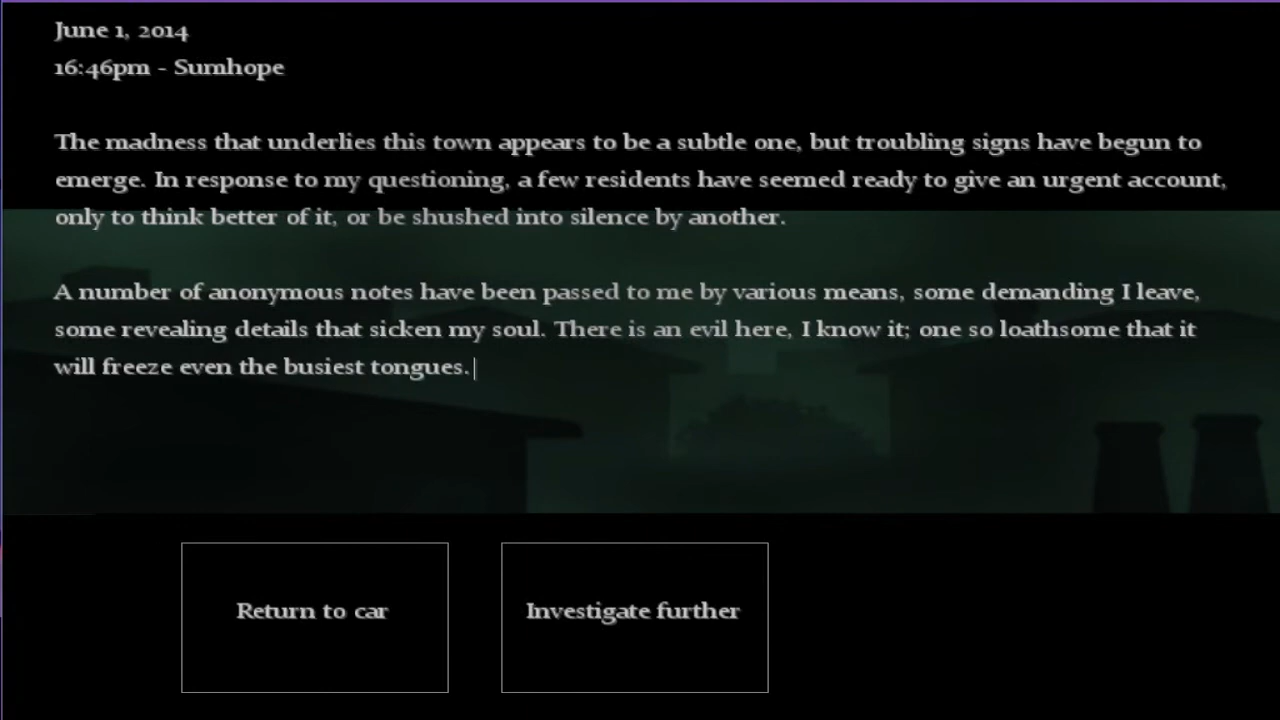 June 1, 2014
16:46pm - Sumhope
The madness that underlies this town appears to be a subtle one, but troubling signs have begun to
emerge. In response to my questioning, a few residents have seemed ready to give an urgent account,
only to think better of it, or be shushed into silence by another.
A number of anonymous notes have been passed to me by various means, some demanding I leave,
some revealing details that sicken my soul. There is an evil here, I know it; one so loathsome that it
will freeze even the busiest tongues.
Return to car
Investigate further